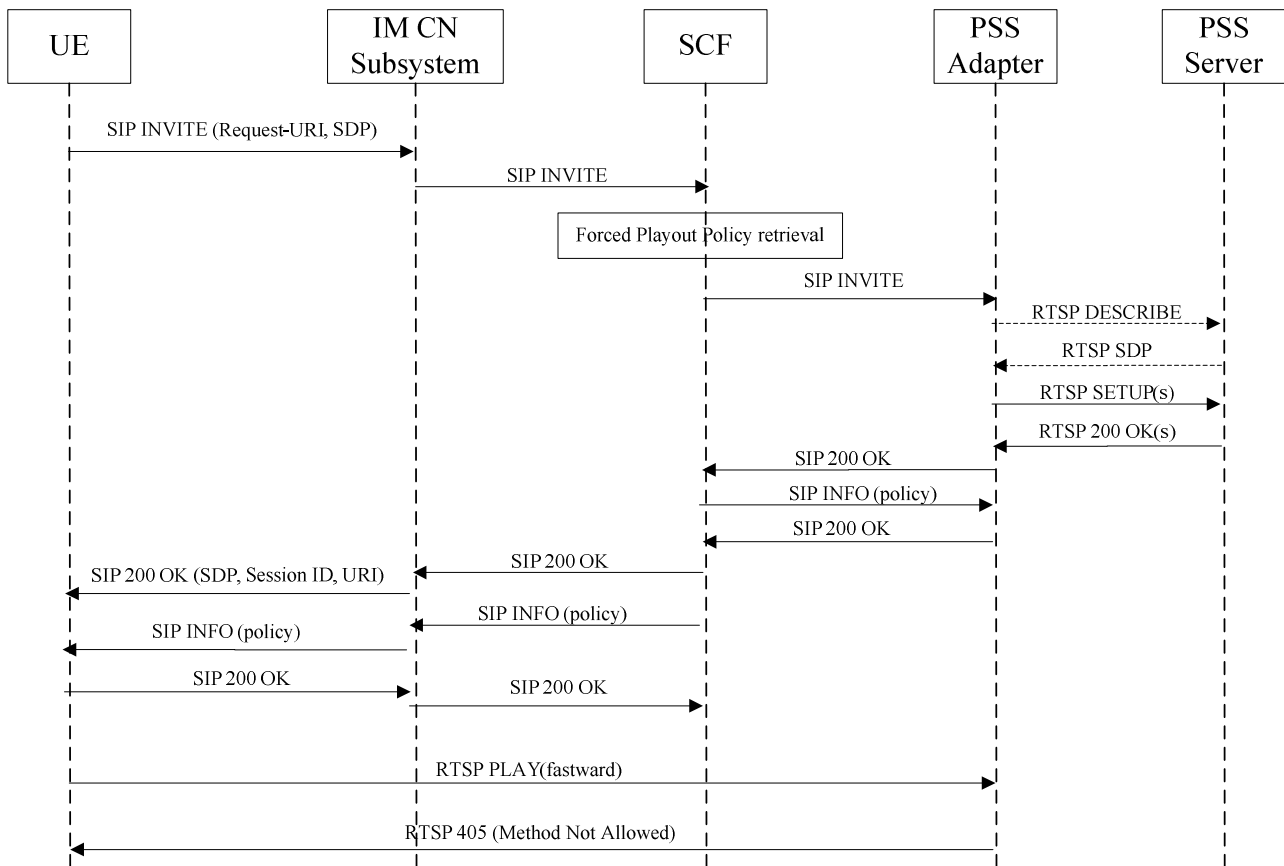 UE
IM CN
Subsystem
SCF
PSS
Adapter
PSS
Server
SIP INVITE (Request-URI, SDP)
SIP INVITE
Forced Playout Policy retrieval
SIP INVITE
RTSP DESCRIBE
RTSP SDP
RTSP SETUP(s)
RTSP 200 OK(s)
SIP 200 OK
SIP INFO (policy)
SIP 200 OK
SIP 200 OK
SIP 200 OK (SDP, Session ID, URI)
SIP INFO (policy)
SIP INFO (policy)
SIP 200 OK
SIP 200 OK
RTSP PLAY(fastward)
RTSP 405 (Method Not Allowed)